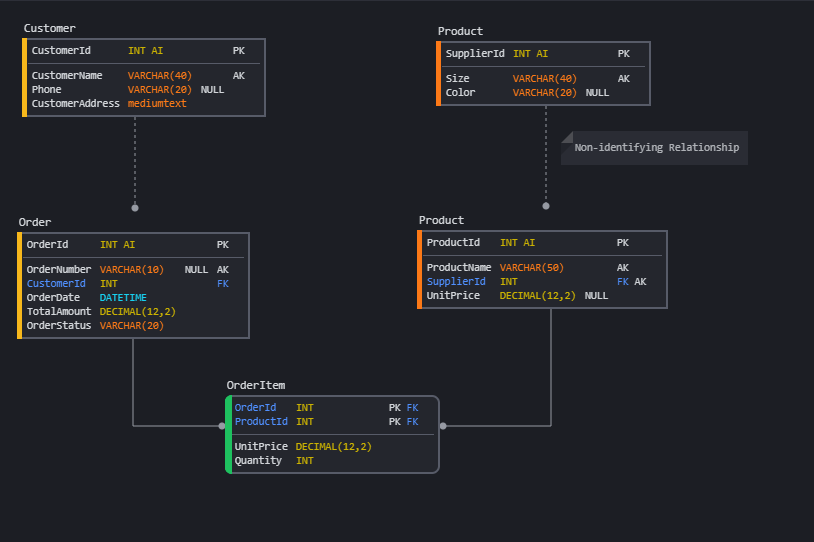 Customer
CustomerId INT AI PK
CustomerName VARCHAR(40) AK
Phone VARCHAR(20) NULL
CustomerAddress mediumtext
Product
SupplierId INT AI PK
Size VARCHAR(40) AK
Color VARCHAR(20) NULL
Non-identifying Relationship
Order
OrderId INT AI PK
OrderNumber VARCHAR(10) NULL AK
CustomerId INT FK
OrderDate DATETIME
TotalAmount DECIMAL(12,2)
OrderStatus VARCHAR(20)
Product
ProductId INT AI PK
ProductName VARCHAR(50) AK
SupplierId INT FK AK
UnitPrice DECIMAL(12,2) NULL
OrderItem
OrderId INT PK FK
ProductId INT PK FK
UnitPrice DECIMAL(12,2)
Quantity INT